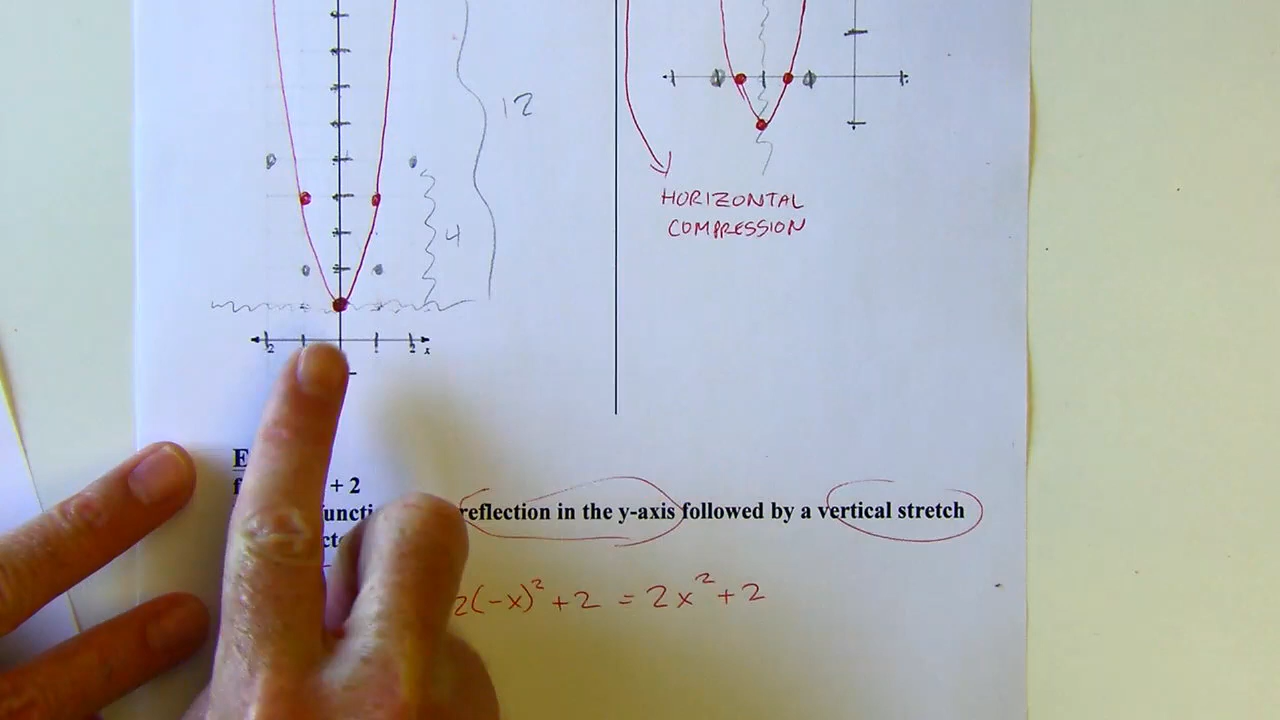 12
4
2 1 2 x
HORIZONTAL
COMPRESSION
+ 2
reflection in the y-axis followed by a vertical stretch
2(-x)² + 2 = 2x² + 2